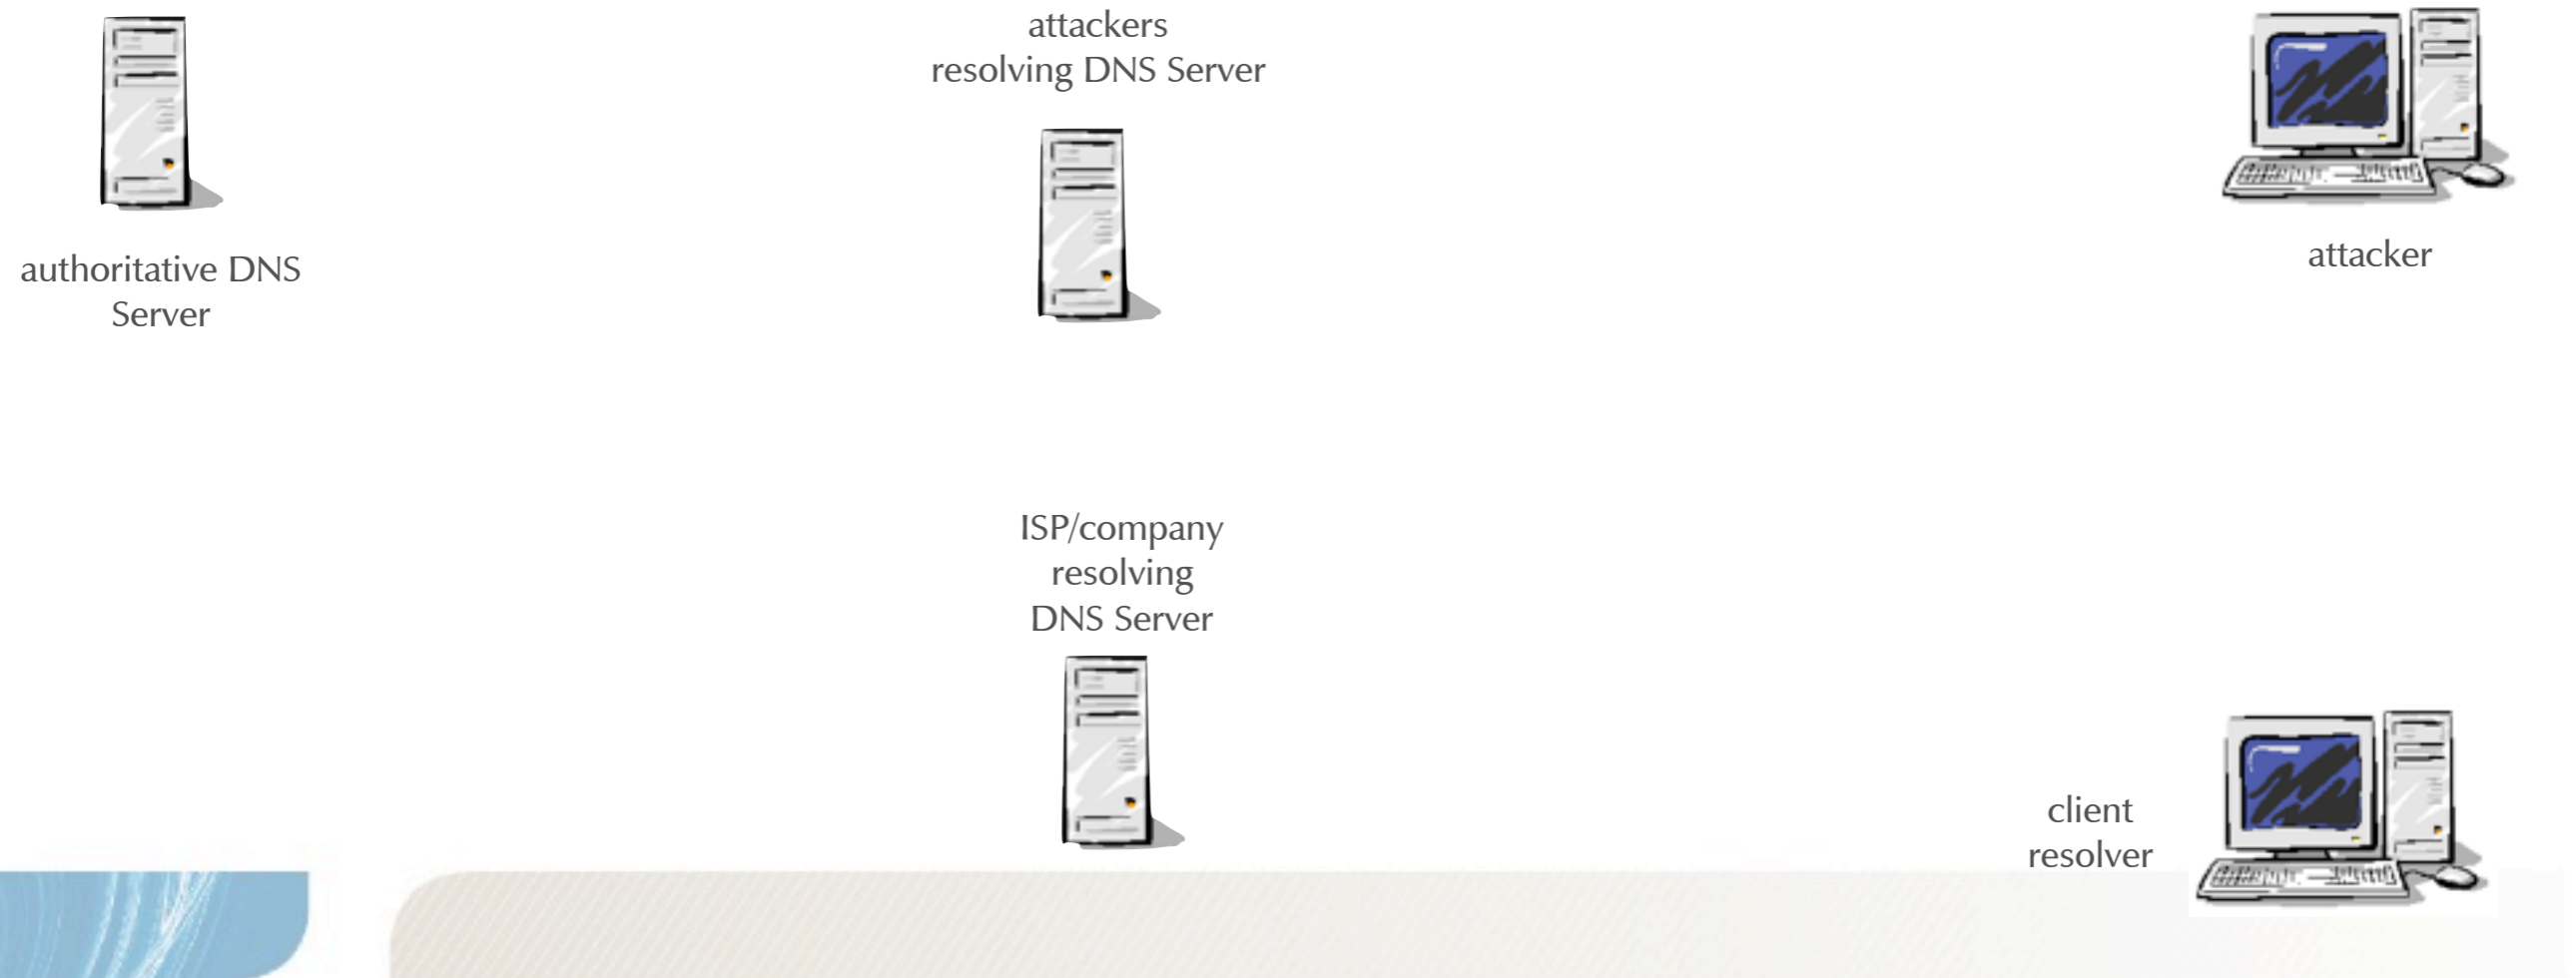 attackers
resolving DNS Server
authoritative DNS
Server
attacker
ISP/company
resolving
DNS Server
client
resolver